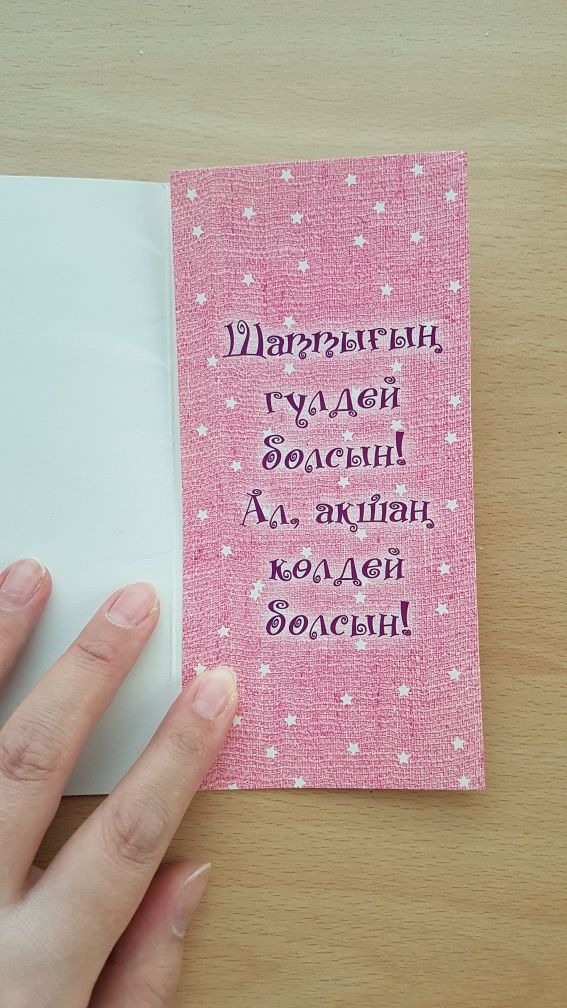 Шаттығың
гүлдей
болсын!
Ал, ақшаң
көлдей
болсын!